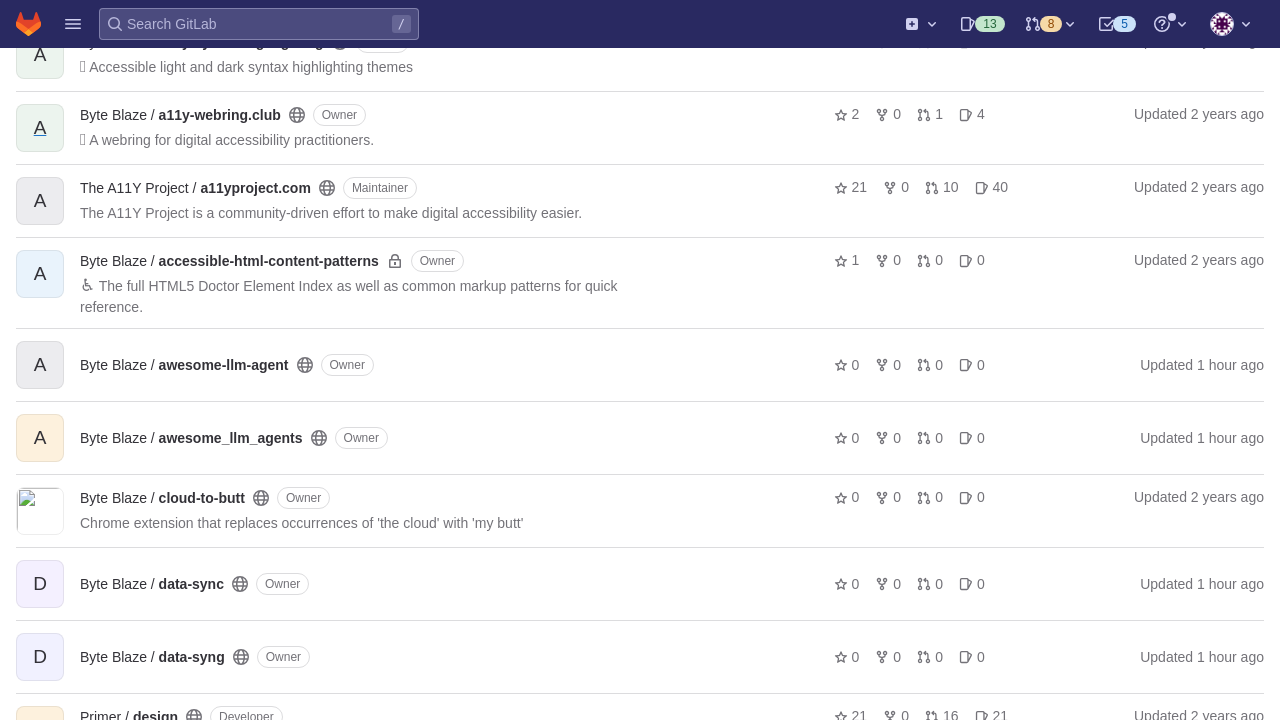 Search GitLab /
13
8
5
A
Accessible light and dark syntax highlighting themes
A
Byte Blaze / a11y-webring.club Owner 2 0 1 4 Updated 2 years ago
A webring for digital accessibility practitioners.
A
The A11Y Project / a11yproject.com Maintainer 21 0 10 40 Updated 2 years ago
The A11Y Project is a community-driven effort to make digital accessibility easier.
A
Byte Blaze / accessible-html-content-patterns Owner 1 0 0 0 Updated 2 years ago
♿ The full HTML5 Doctor Element Index as well as common markup patterns for quick
reference.
A
Byte Blaze / awesome-llm-agent Owner 0 0 0 0 Updated 1 hour ago
A
Byte Blaze / awesome_llm_agents Owner 0 0 0 0 Updated 1 hour ago
Byte Blaze / cloud-to-butt Owner 0 0 0 0 Updated 2 years ago
Chrome extension that replaces occurrences of 'the cloud' with 'my butt'
D
Byte Blaze / data-sync Owner 0 0 0 0 Updated 1 hour ago
D
Byte Blaze / data-syng Owner 0 0 0 0 Updated 1 hour ago
Primer / design Developer 21 0 16 21 Updated 2 years ago